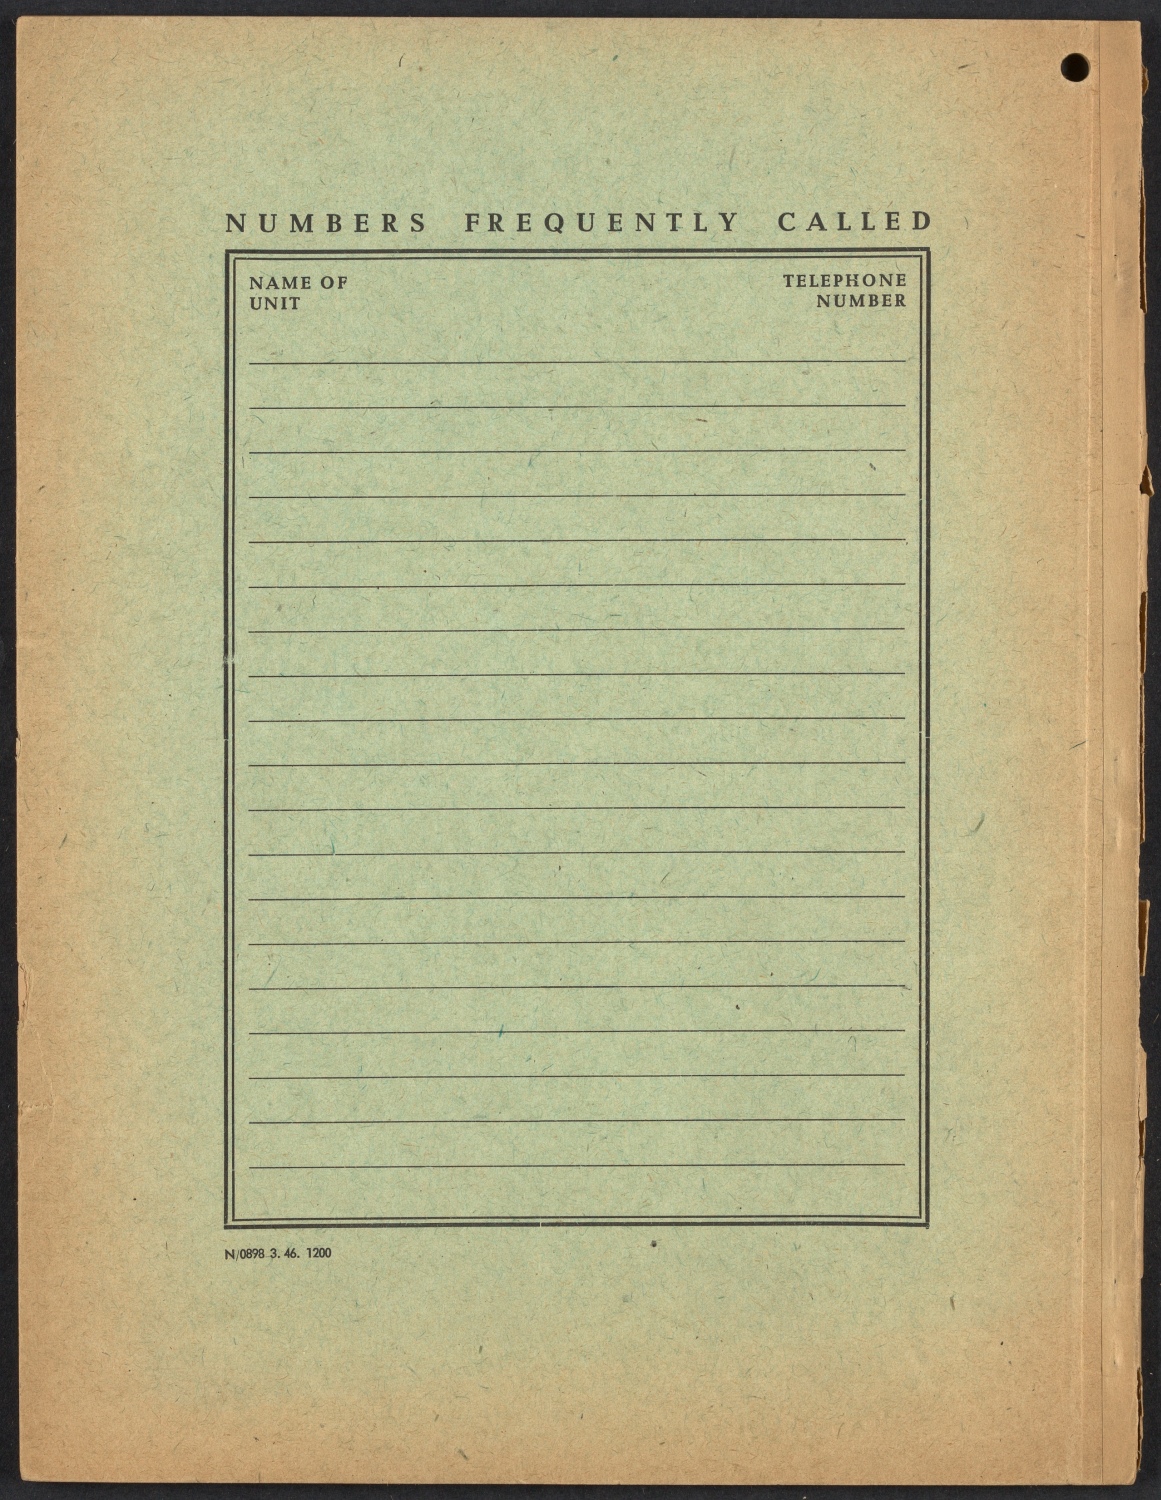 NUMBERS FREQUENTLY CALLED
NAME OF
UNIT
TELEPHONE
NUMBER
N/0898 3. 46. 1200